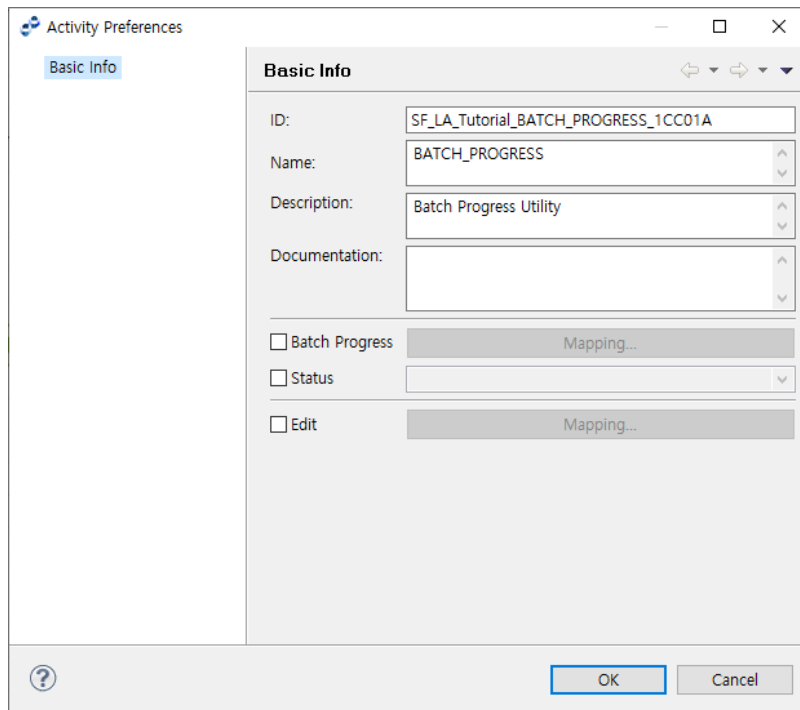 Activity Preferences
Basic Info
Basic Info
ID:
SF_LA_Tutorial_BATCH_PROGRESS_1CC01A
Name:
BATCH_PROGRESS
Description:
Batch Progress Utility
Documentation:
Batch Progress
Mapping...
Status
Edit
Mapping...
OK
Cancel